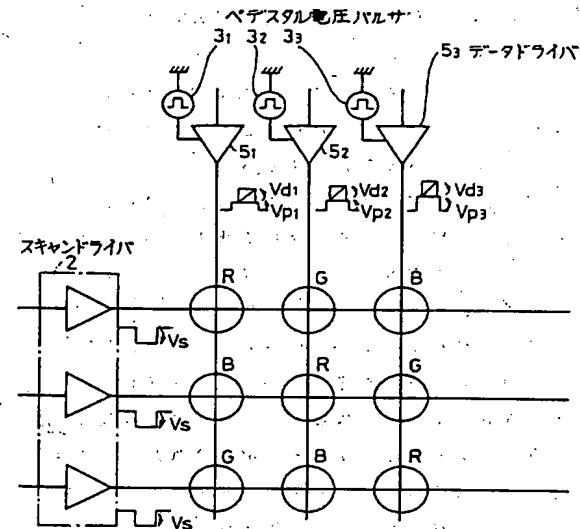 ペデスタル電圧パルサ
3₁ 3₂ 3₃
5₃ データドライバ
5₁ 5₂
Vd₁ Vd₂ Vd₃
Vp₁ Vp₂ Vp₃
スキャンドライバ
2
R G B
Vs
B R G
Vs
G B R
Vs